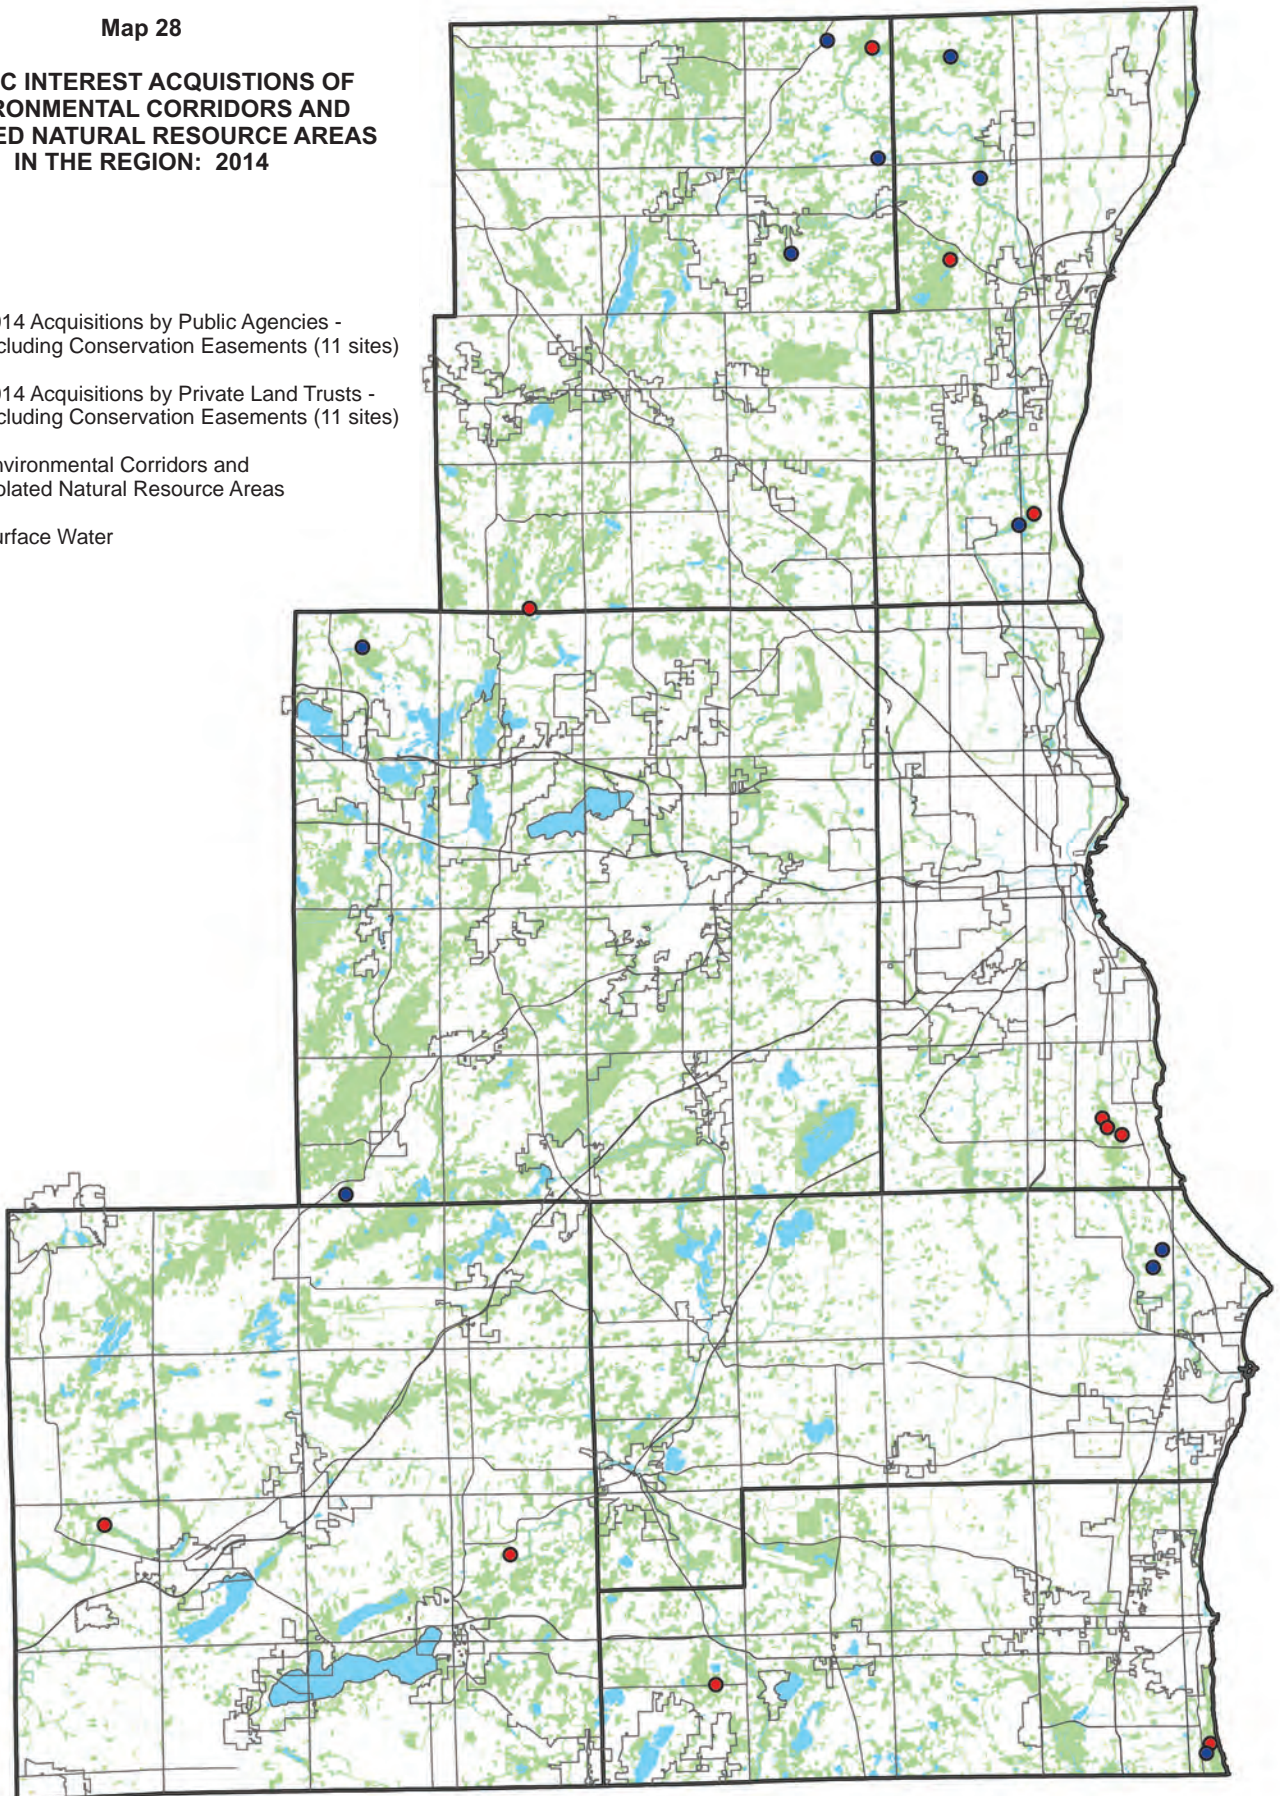 Map 28
C INTEREST ACQUISTIONS OF
RONMENTAL CORRIDORS AND
ED NATURAL RESOURCE AREAS
IN THE REGION: 2014
014 Acquisitions by Public Agencies -
cluding Conservation Easements (11 sites)
014 Acquisitions by Private Land Trusts -
cluding Conservation Easements (11 sites)
nvironmental Corridors and
olated Natural Resource Areas
urface Water